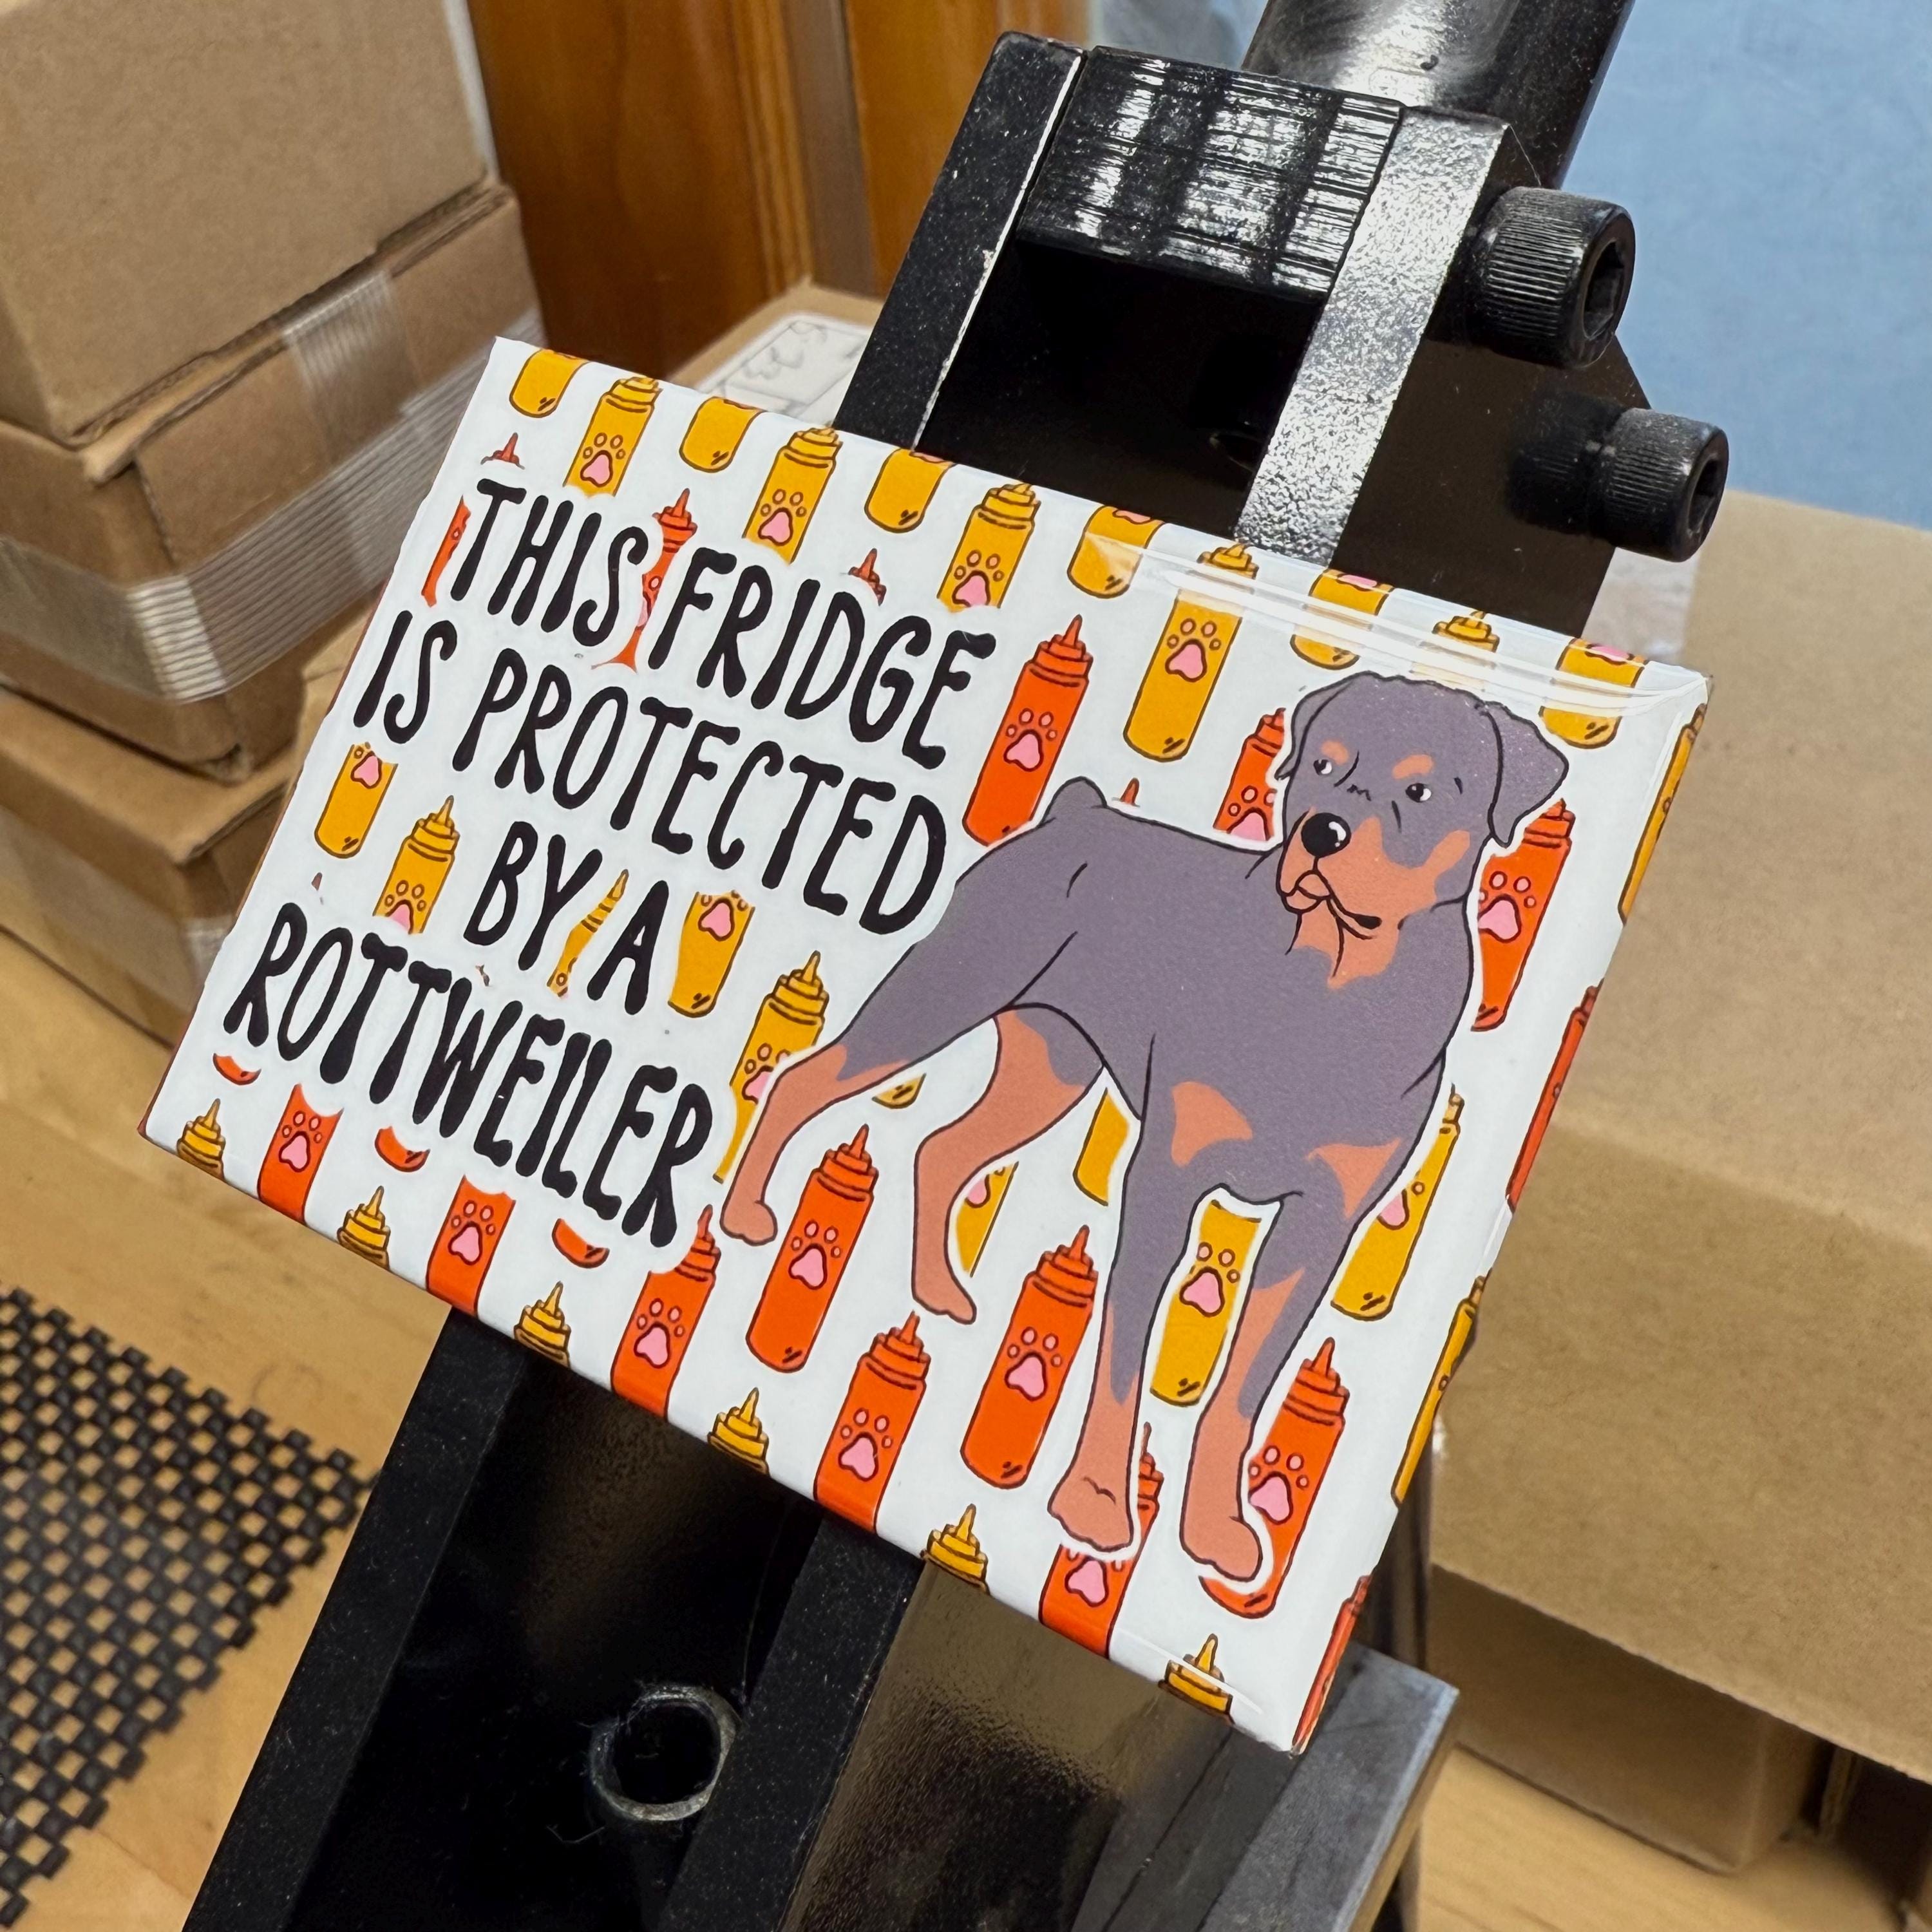 THIS FRIDGE
IS PROTECTED
BY A
ROTTWEILER